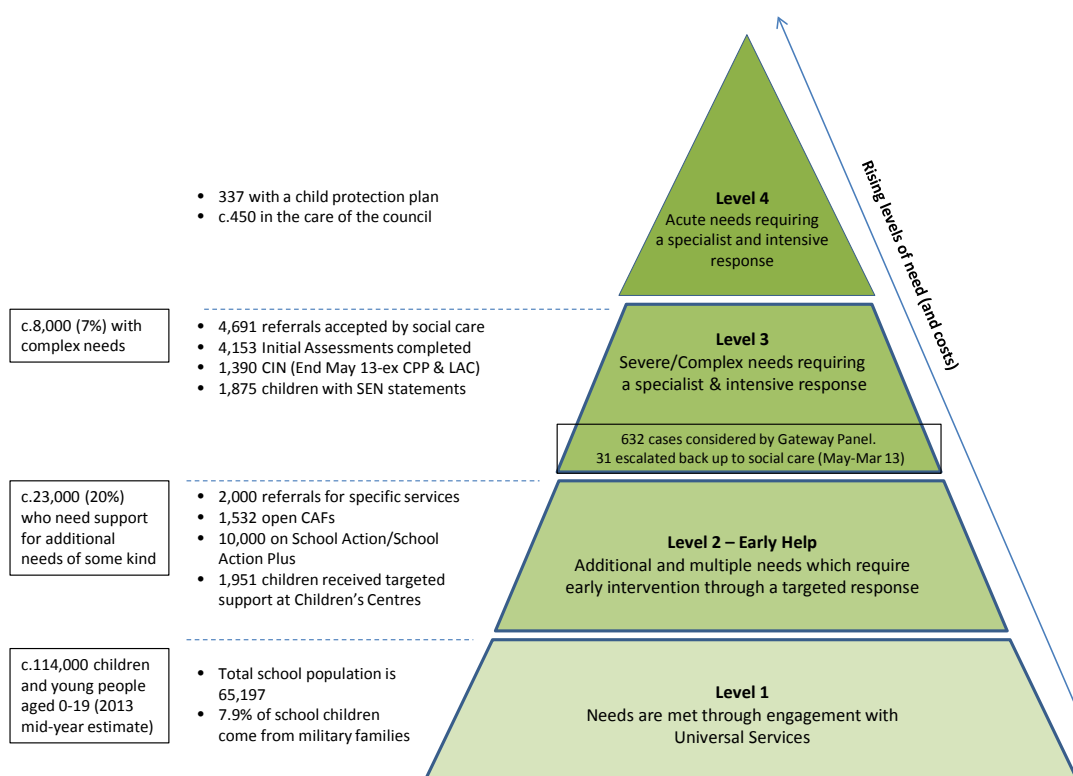 Rising levels of need (and costs)
• 337 with a child protection plan
• c.450 in the care of the council
Level 4
Acute needs requiring
a specialist and intensive
response
c.8,000 (7%) with
complex needs
• 4,691 referrals accepted by social care
• 4,153 Initial Assessments completed
• 1,390 CIN (End May 13-ex CPP & LAC)
• 1,875 children with SEN statements
Level 3
Severe/Complex needs requiring
a specialist & intensive response
632 cases considered by Gateway Panel.
31 escalated back up to social care (May-Mar 13)
c.23,000 (20%)
who need support
for additional
needs of some kind
• 2,000 referrals for specific services
• 1,532 open CAFs
• 10,000 on School Action/School
Action Plus
• 1,951 children received targeted
support at Children's Centres
Level 2 – Early Help
Additional and multiple needs which require
early intervention through a targeted response
c.114,000 children
and young people
aged 0-19 (2013
mid-year estimate)
• Total school population is
65,197
• 7.9% of school children
come from military families
Level 1
Needs are met through engagement with
Universal Services